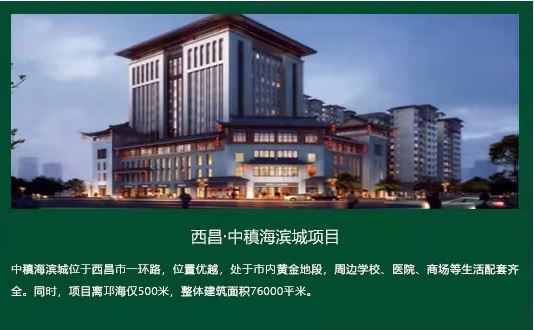 西昌·中稹海滨城项目
中稹海滨城位于西昌市一环路，位置优越，处于市内黄金地段，周边学校、医院、商场等生活配套齐
全。同时，项目离邛海仅500米，整体建筑面积76000平米。